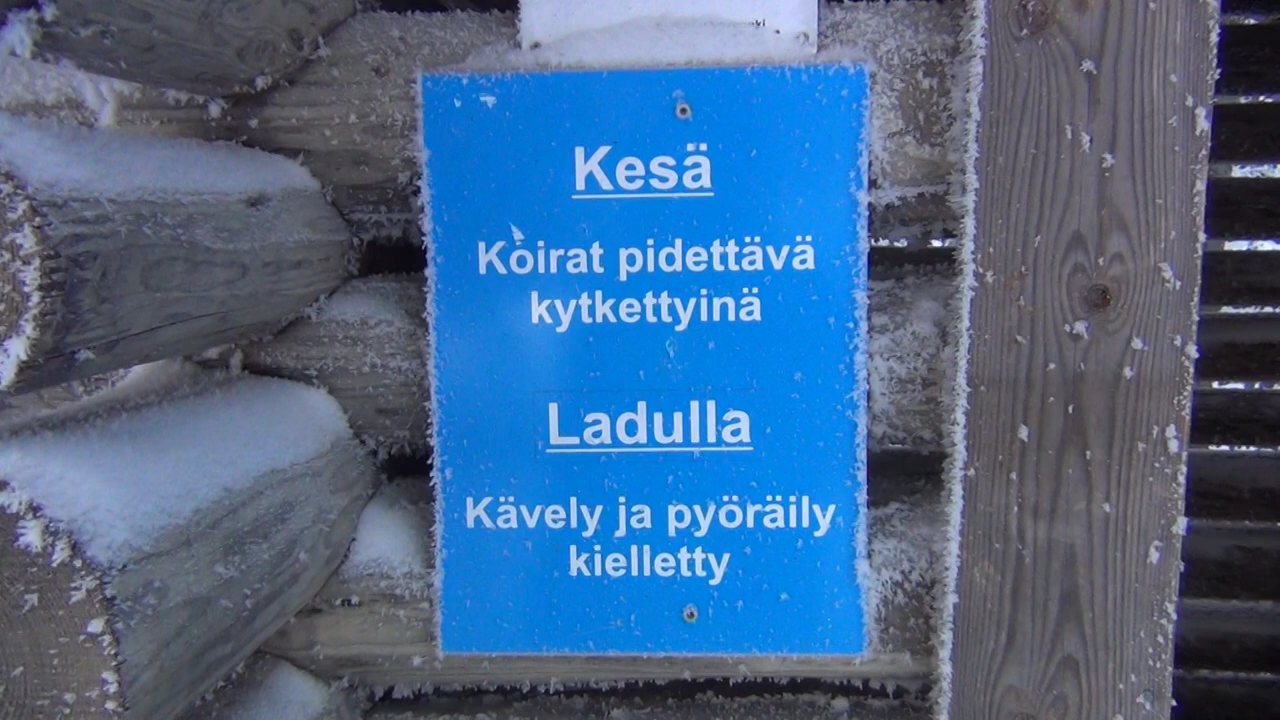 Kesä
Koirat pidettävä
kytkettyinä
Ladulla
Kävely ja pyöräily
kielletty